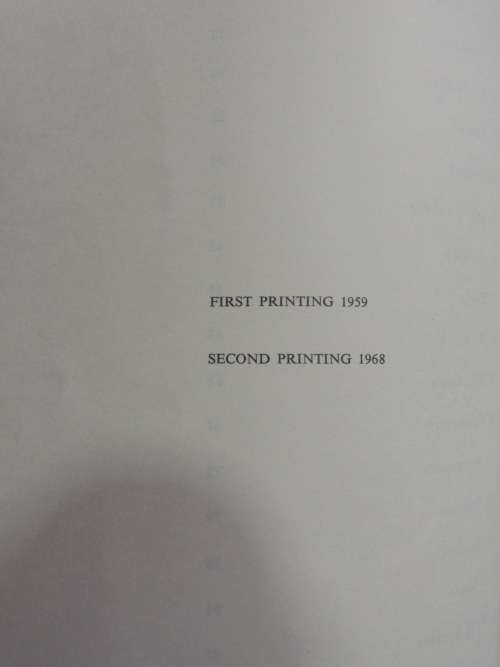 FIRST PRINTING 1959
SECOND PRINTING 1968